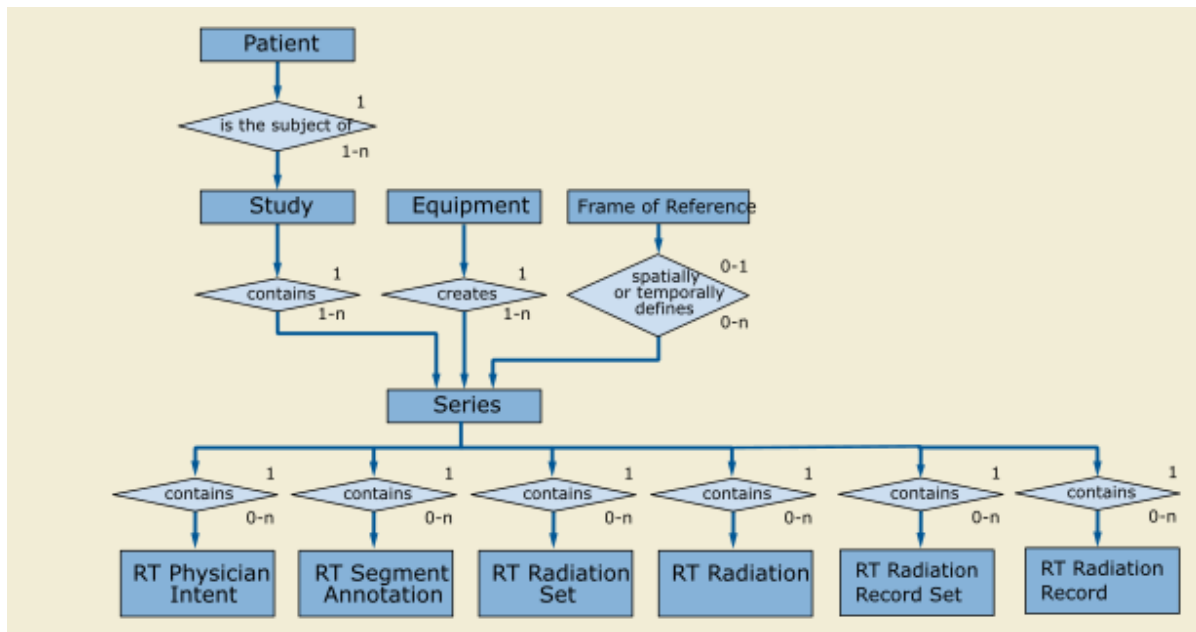 Patient
1
is the subject of
1-n
Study
Equipment
Frame of Reference
1
contains
1-n
1
creates
1-n
0-1
spatially
or temporally
defines
0-n
Series
1
contains
0-n
1
contains
0-n
1
contains
0-n
1
contains
0-n
1
contains
0-n
1
contains
0-n
RT Physician
Intent
RT Segment
Annotation
RT Radiation
Set
RT Radiation
RT Radiation
Record Set
RT Radiation
Record